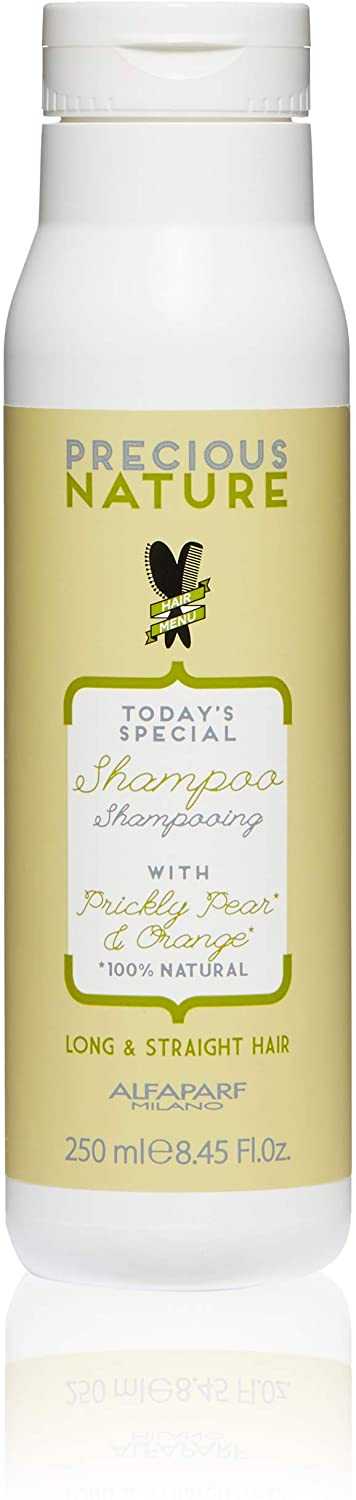 PRECIOUS
NATURE
HAIR
MENU
TODAY'S
SPECIAL
Shampoo
Shampooing
WITH
Prickly Pear*
& Orange*
*100% NATURAL
LONG & STRAIGHT HAIR
ALFAPARF
MILANO
250 ml℮8.45 Fl.Oz.